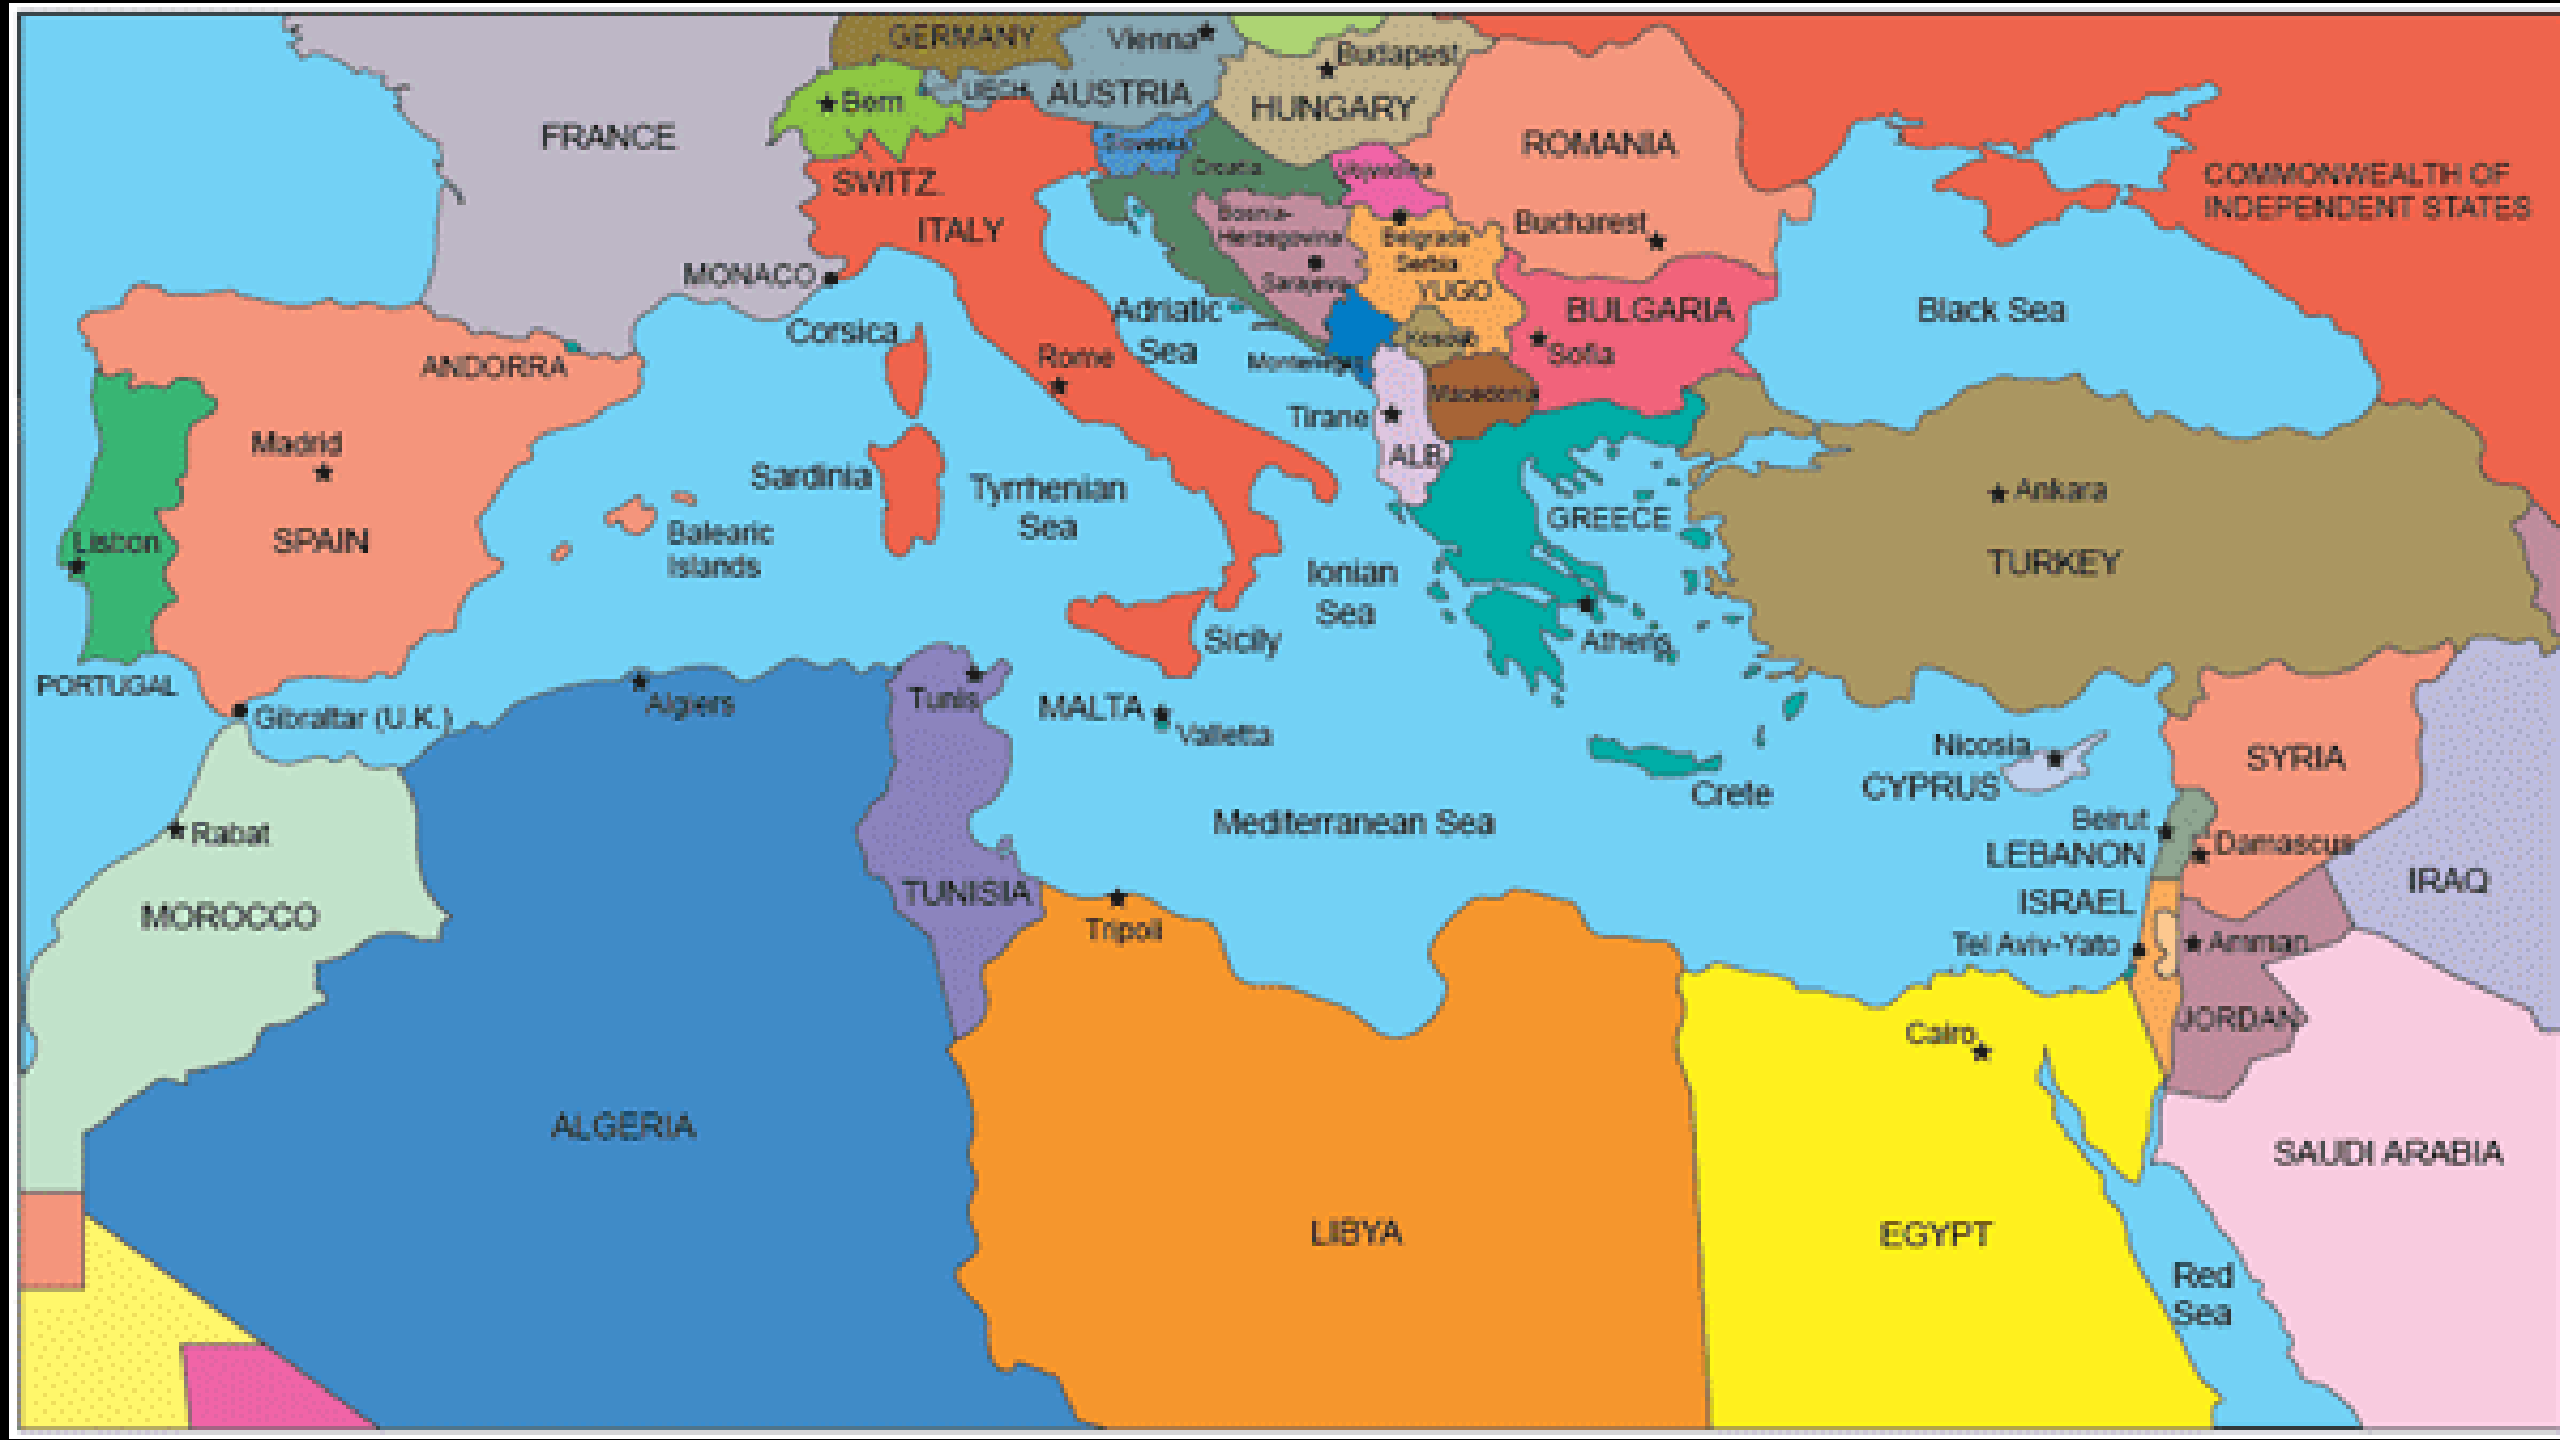 GERMANY
Vienna
Budapest
Bern
LIECH.
AUSTRIA
HUNGARY
FRANCE
Slovenia
Croatia
Vojvodina
ROMANIA
COMMONWEALTH OF
INDEPENDENT STATES
SWITZ.
ITALY
Bosnia-
Herzegovina
Sarajevo
Belgrade
Serbia
YUGO
Bucharest
MONACO
Corsica
Adriatic
Sea
BULGARIA
Black Sea
Kosovo
Sofia
Montenegro
ANDORRA
Rome
Macedonia
Tirane
ALB.
Madrid
SPAIN
Lisbon
PORTUGAL
Sardinia
Balearic
Islands
Tyrrhenian
Sea
Ionian
Sea
GREECE
Athens
Ankara
TURKEY
Sicily
Gibraltar (U.K.)
Algiers
Tunis
MALTA
Valletta
Crete
Nicosia
CYPRUS
SYRIA
Rabat
MOROCCO
Mediterranean Sea
Beirut
LEBANON
Damascus
IRAQ
TUNISIA
Tripoli
ISRAEL
Tel Aviv-Yafo
Amman
JORDAN
Cairo
ALGERIA
LIBYA
EGYPT
SAUDI ARABIA
Red
Sea